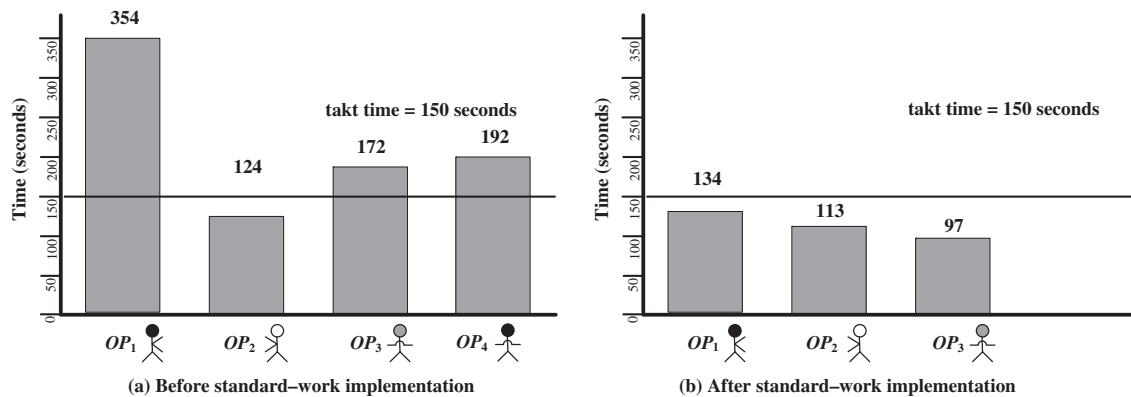 354
124
172
192
takt time = 150 seconds
Time (seconds)
350
300
250
200
150
100
50
0
OP1
OP2
OP3
OP4
(a) Before standard–work implementation
takt time = 150 seconds
134
113
97
Time (seconds)
350
300
250
200
150
100
50
0
OP1
OP2
OP3
(b) After standard–work implementation